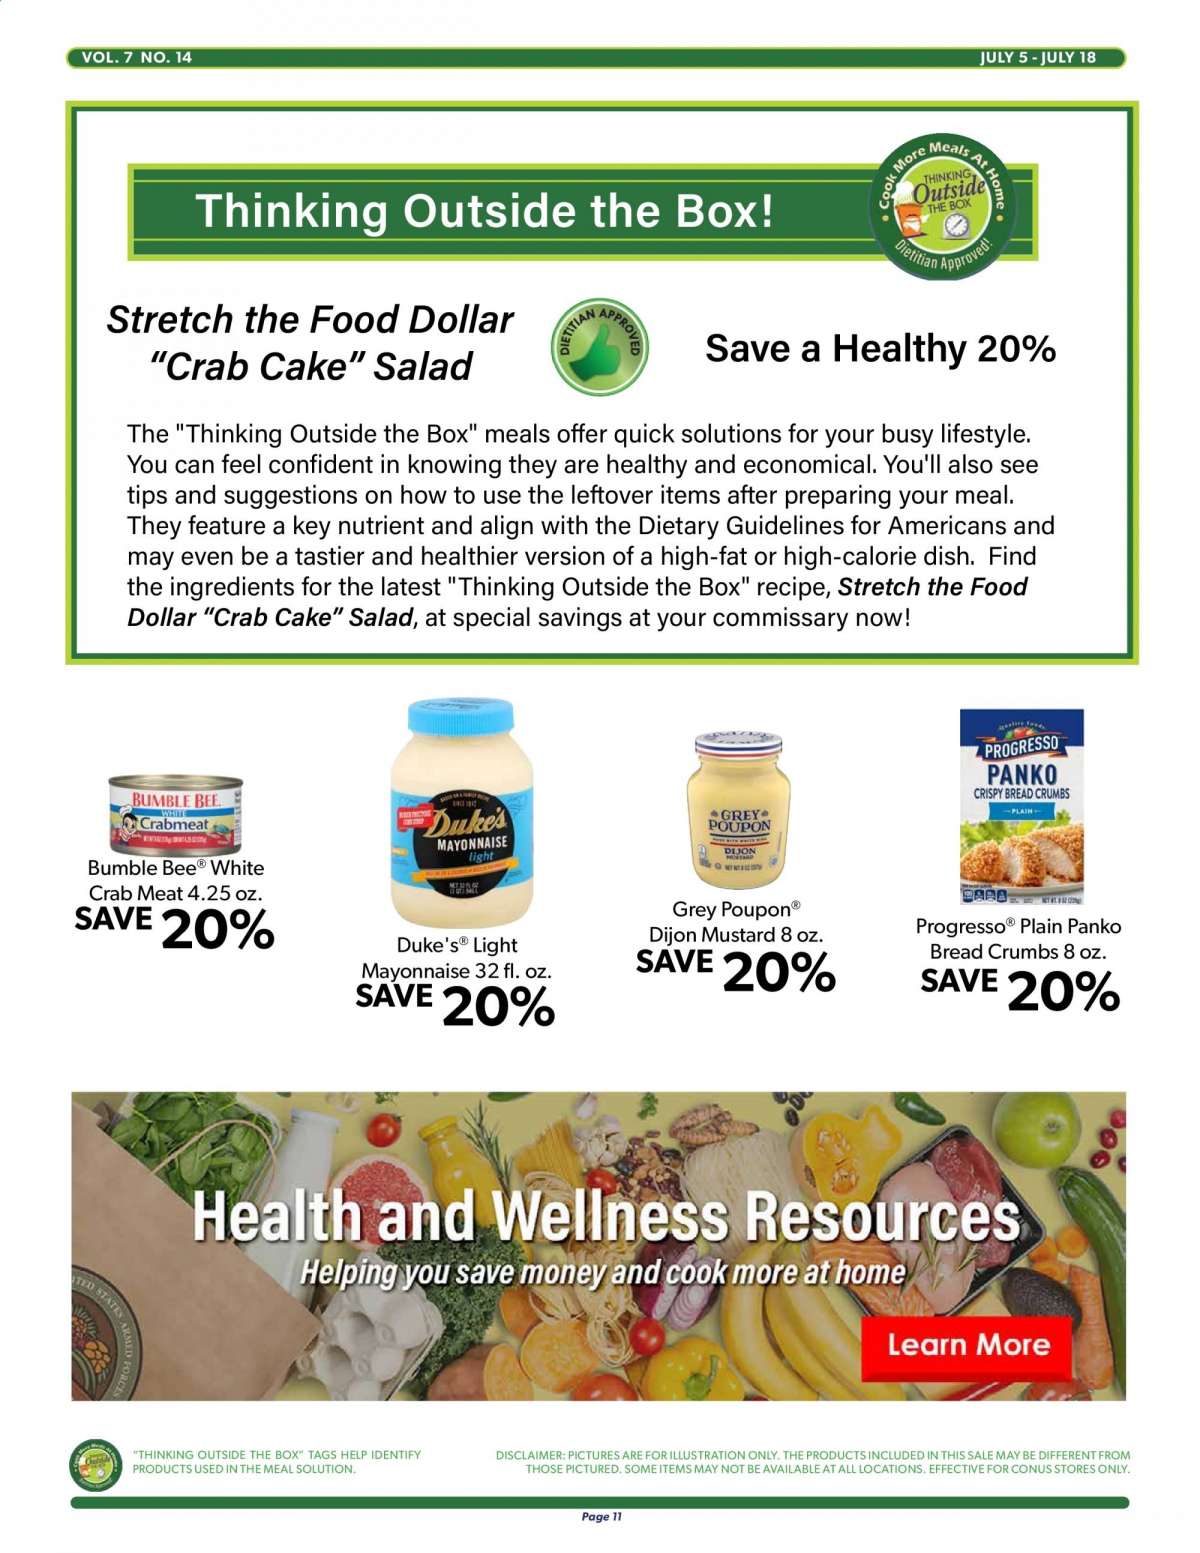 VOL. 7 NO. 14
JULY 5 - JULY 18
Thinking Outside the Box!
Cook More Meals At Home
THINKING
Outside
THE BOX
Dietitian Approved!
Stretch the Food Dollar
“Crab Cake” Salad
DIETITIAN APPROVED
Save a Healthy 20%
The "Thinking Outside the Box" meals offer quick solutions for your busy lifestyle.
You can feel confident in knowing they are healthy and economical. You'll also see
tips and suggestions on how to use the leftover items after preparing your meal.
They feature a key nutrient and align with the Dietary Guidelines for Americans and
may even be a tastier and healthier version of a high-fat or high-calorie dish. Find
the ingredients for the latest "Thinking Outside the Box" recipe, Stretch the Food
Dollar “Crab Cake” Salad, at special savings at your commissary now!
BUMBLE BEE
WHITE
Crabmeat
Bumble Bee® White
Crab Meat 4.25 oz.
SAVE 20%
Duke's
MAYONNAISE
light
Duke's® Light
Mayonnaise 32 fl. oz.
SAVE 20%
GREY
POUPON
DIJON
MUSTARD
Grey Poupon®
Dijon Mustard 8 oz.
SAVE 20%
PROGRESSO
PANKO
CRISPY BREAD CRUMBS
PLAIN
Progresso® Plain Panko
Bread Crumbs 8 oz.
SAVE 20%
Health and Wellness Resources
Helping you save money and cook more at home
ITED STATES ARMED FORCES
Learn More
"THINKING OUTSIDE THE BOX" TAGS HELP IDENTIFY
PRODUCTS USED IN THE MEAL SOLUTION.
DISCLAIMER: PICTURES ARE FOR ILLUSTRATION ONLY. THE PRODUCTS INCLUDED IN THIS SALE MAY BE DIFFERENT FROM
THOSE PICTURED. SOME ITEMS MAY NOT BE AVAILABLE AT ALL LOCATIONS. EFFECTIVE FOR CONUS STORES ONLY.
Page 11